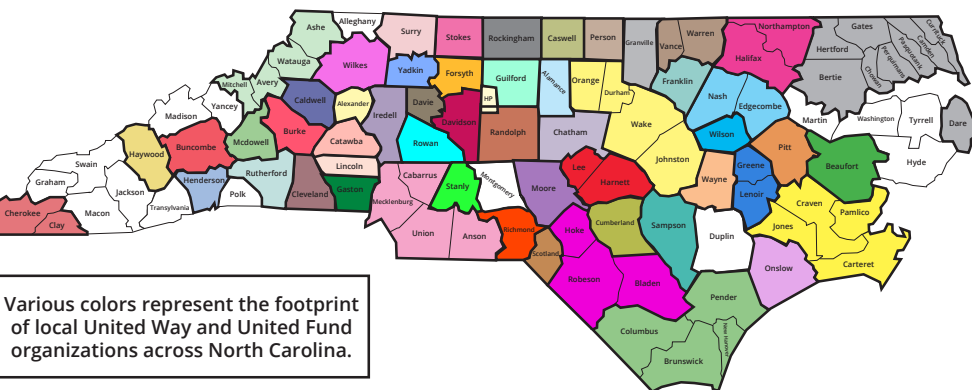 Ashe
Alleghany
Surry
Stokes
Rockingham
Caswell
Person
Granville
Vance
Warren
Northampton
Gates
Currituck
Camden
Pasquotank
Perquimans
Chowan
Hertford
Halifax
Bertie
Watauga
Wilkes
Yadkin
Forsyth
Guilford
HP
Alamance
Orange
Durham
Franklin
Nash
Edgecombe
Martin
Washington
Tyrrell
Dare
Mitchell
Avery
Yancey
Madison
Caldwell
Alexander
Iredell
Davie
Davidson
Randolph
Chatham
Wake
Wilson
Pitt
Beaufort
Hyde
Haywood
Buncombe
Mcdowell
Burke
Catawba
Rowan
Johnston
Greene
Wayne
Lenoir
Swain
Graham
Jackson
Henderson
Rutherford
Lincoln
Cleveland
Gaston
Cabarrus
Stanly
Montgomery
Moore
Lee
Harnett
Cherokee
Clay
Macon
Transylvania
Polk
Mecklenburg
Union
Anson
Richmond
Scotland
Hoke
Cumberland
Sampson
Duplin
Craven
Pamlico
Jones
Carteret
Onslow
Robeson
Bladen
Pender
Columbus
New Hanover
Brunswick
Various colors represent the footprint
of local United Way and United Fund
organizations across North Carolina.